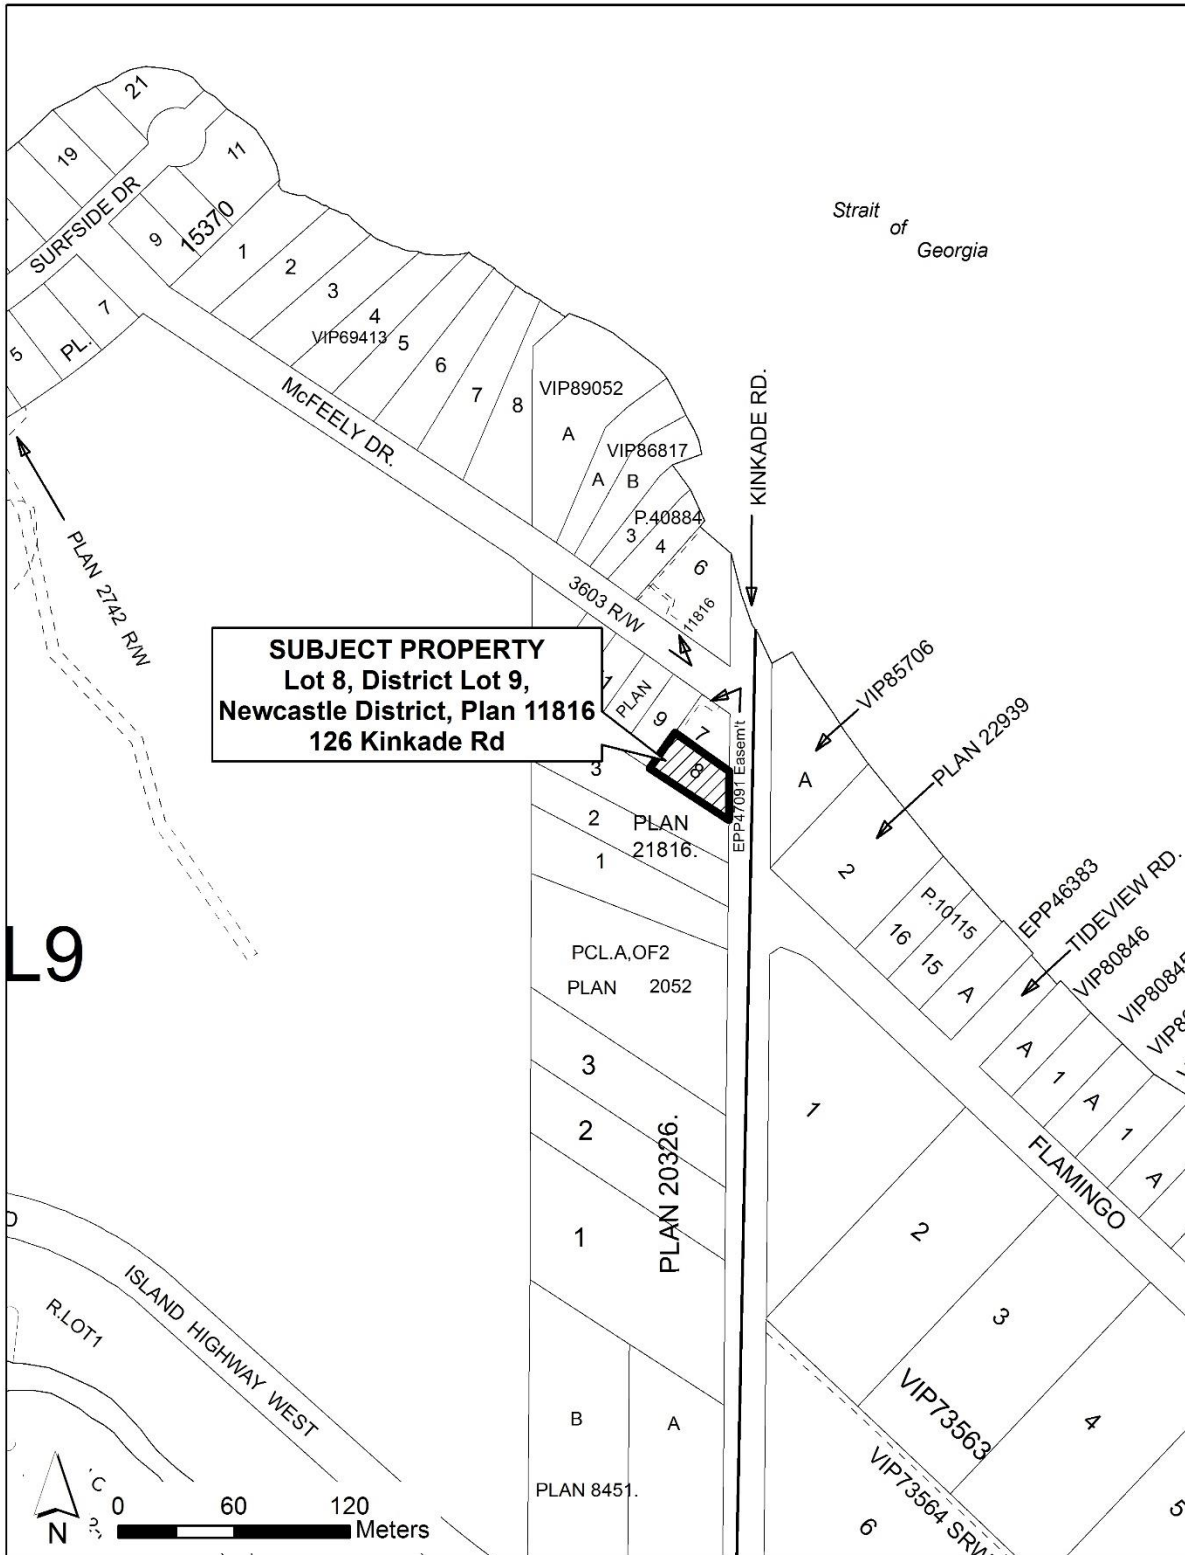 21
19
11
SURFSIDE DR
9
15370
7
5
PL.
Strait
of
Georgia
1
2
3
4
VIP69413
5
6
7
8
McFEELY DR.
VIP89052
A
VIP86817
A
B
P.40884
3
4
6
11816
3603 R/W
KINKADE RD.
PLAN 2742 R/W
SUBJECT PROPERTY
Lot 8, District Lot 9,
Newcastle District, Plan 11816
126 Kinkade Rd
PLAN
9
7
8
EPP47091 Easem't
VIP85706
A
PLAN 22939
2
3
2
PLAN
21816.
1
P.10115
16
15
A
EPP46383
TIDEVIEW RD.
VIP80846
VIP80845
A
1
A
1
A
L9
PCL.A,OF2
PLAN 2052
3
2
1
PLAN 20326.
FLAMINGO
1
2
3
4
5
6
VIP73563
VIP73564 SRW
ISLAND HIGHWAY WEST
R.LOT1
B
A
PLAN 8451.
N
0 60 120
Meters